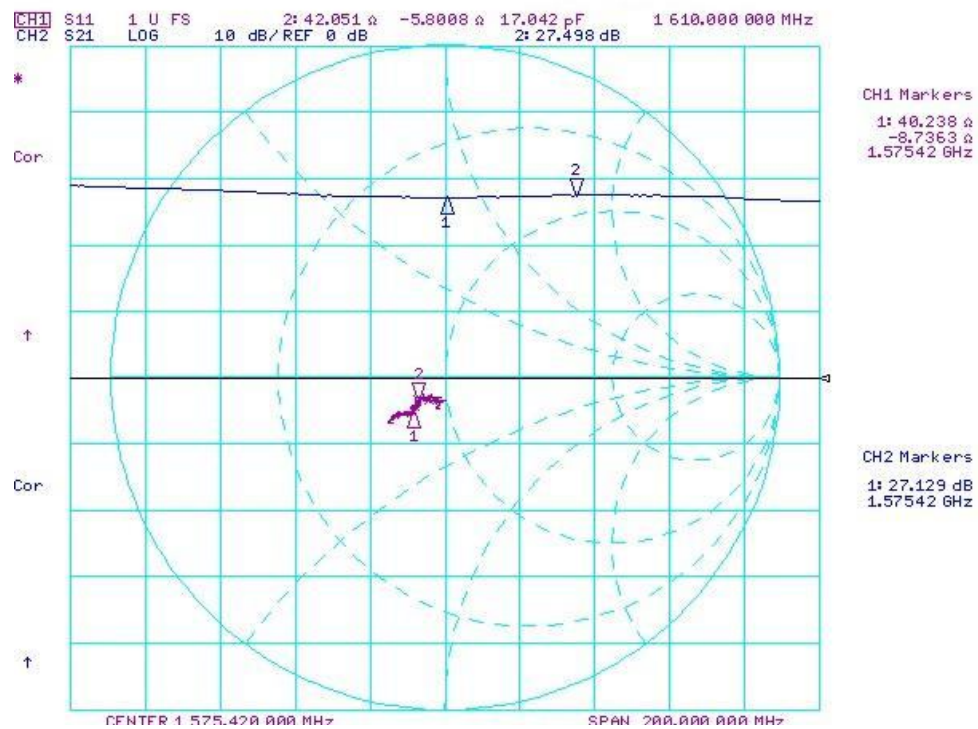 CH1 S11 1 U FS 2: 42.051 Ω -5.8008 Ω 17.042 pF 1 610.000 000 MHz
CH2 S21 LOG 10 dB/REF 0 dB 2: 27.498 dB
*
CH1 Markers
1: 40.238 Ω
-8.7363 Ω
1.57542 GHz
Cor
2
1
↑
2
1
CH2 Markers
1: 27.129 dB
1.57542 GHz
Cor
↑
CENTER 1 575.420 000 MHz SPAN 200.000 000 MHz